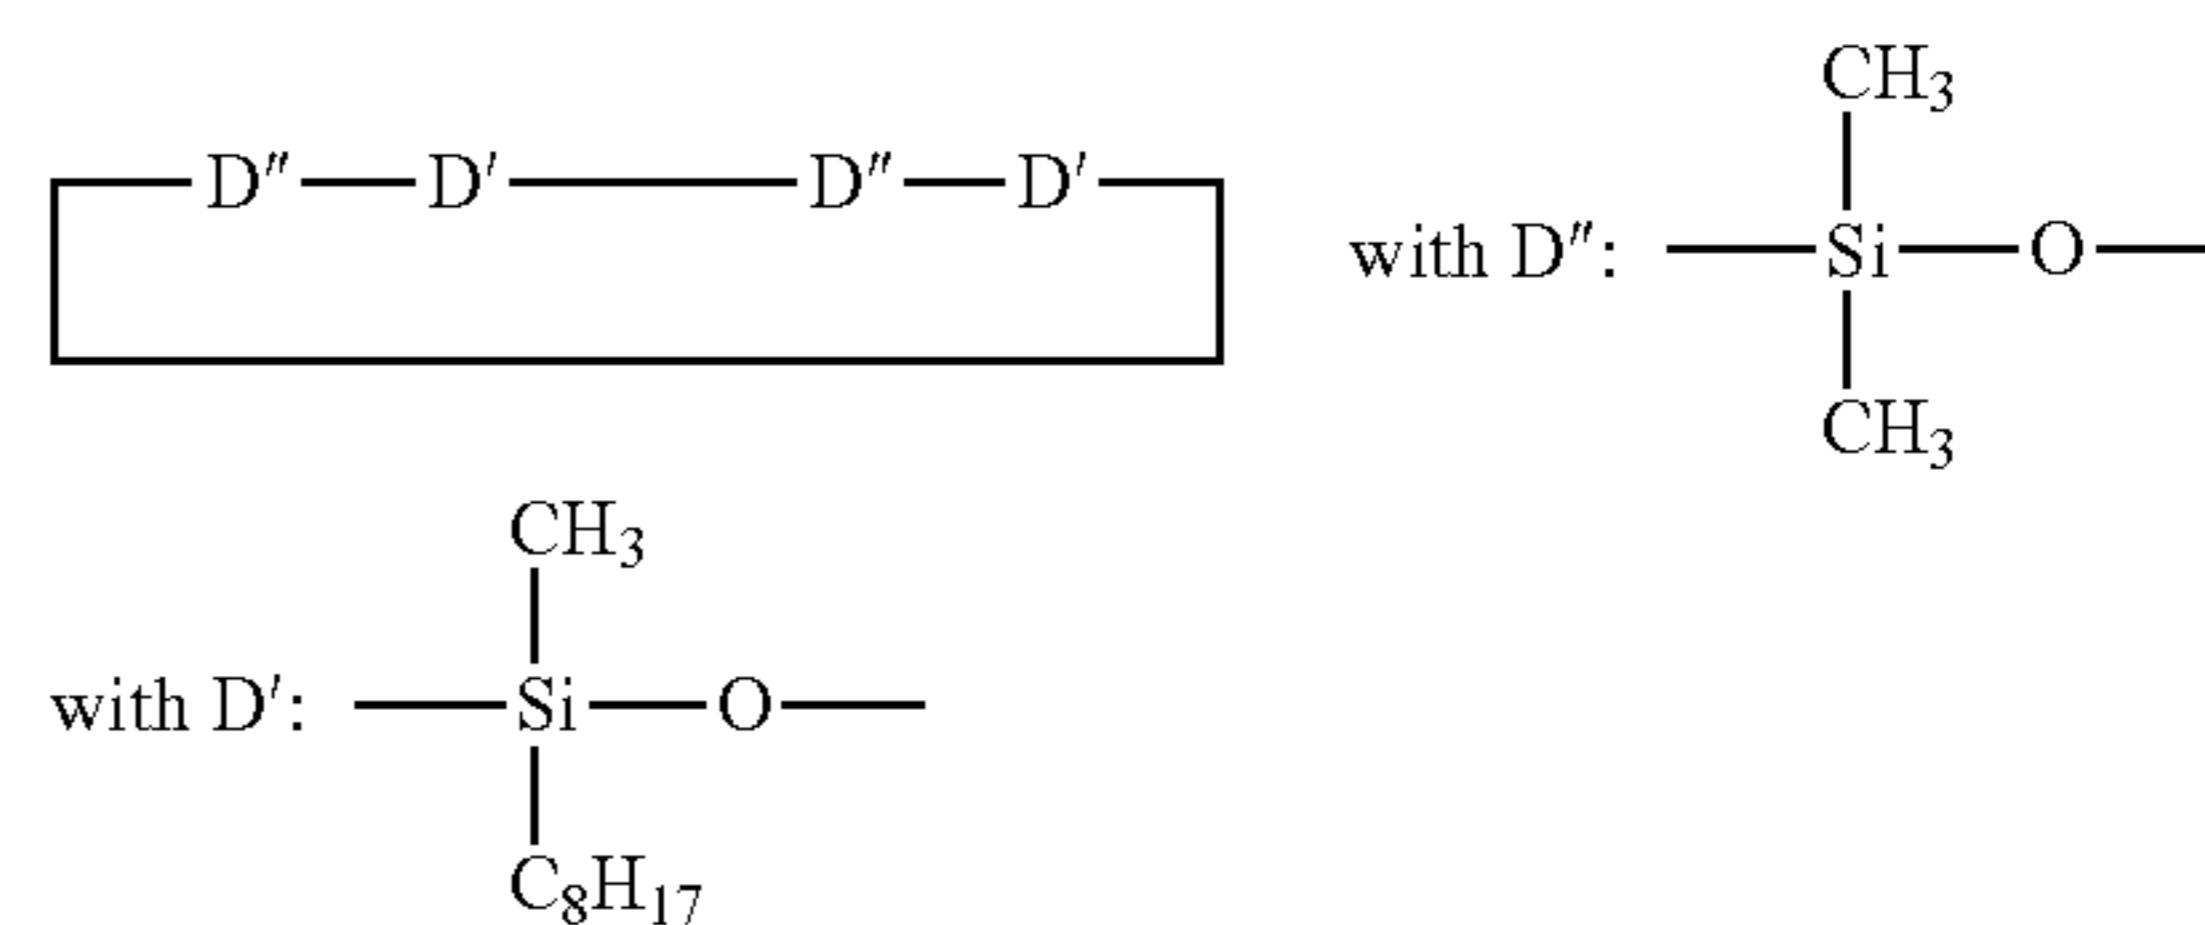 CH₃
D″ D′ D″ D′
with D″: Si O
CH₃
CH₃
with D′: Si O
C₈H₁₇